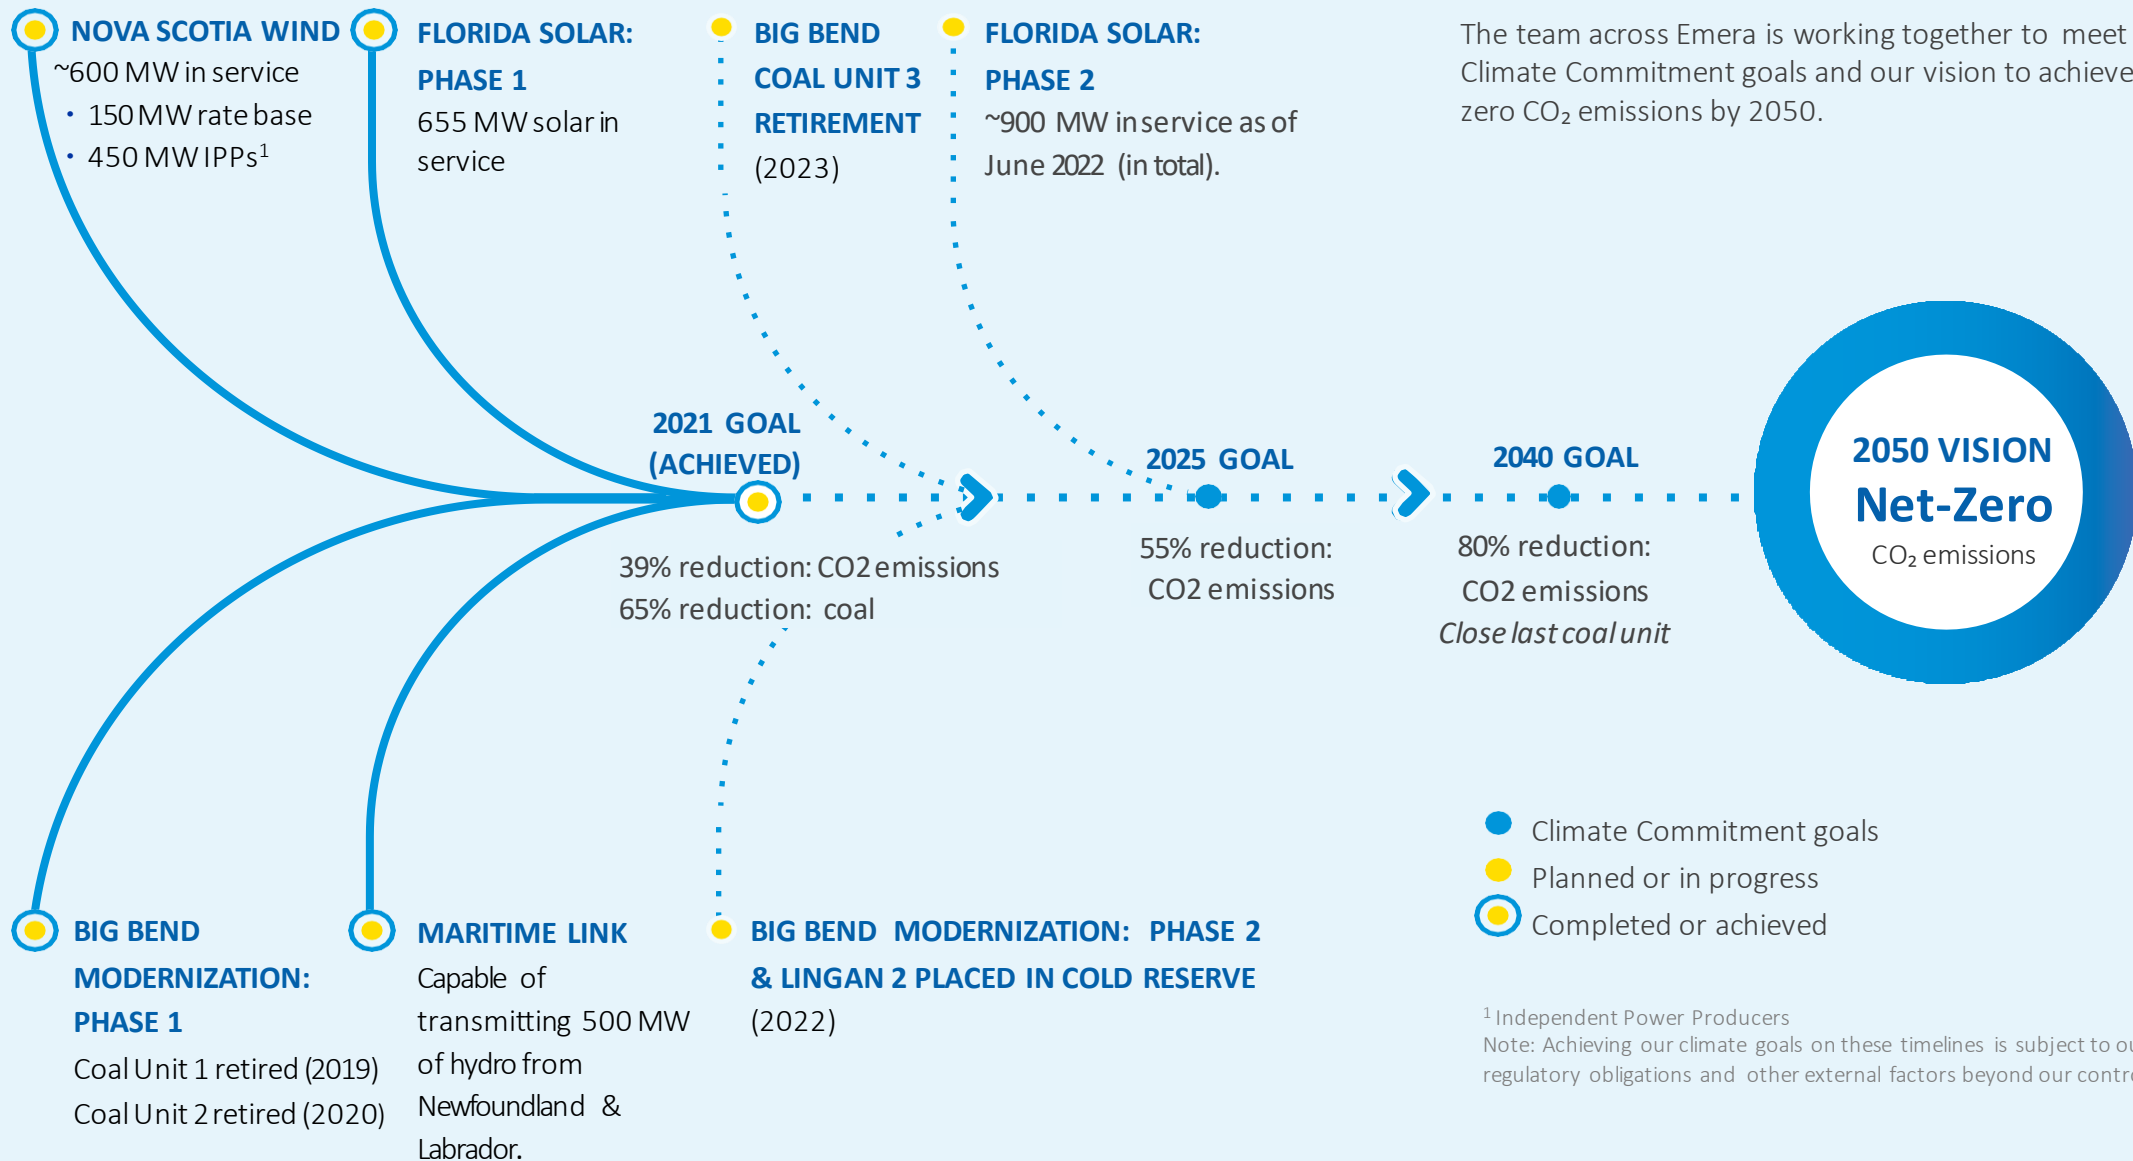 NOVA SCOTIA WIND
~600 MW in service
• 150 MW rate base
• 450 MW IPPs¹
FLORIDA SOLAR:
PHASE 1
655 MW solar in
service
BIG BEND
COAL UNIT 3
RETIREMENT
(2023)
FLORIDA SOLAR:
PHASE 2
~900 MW in service as of
June 2022 (in total).
The team across Emera is working together to meet
Climate Commitment goals and our vision to achieve
zero CO₂ emissions by 2050.
2021 GOAL
(ACHIEVED)
39% reduction: CO2 emissions
65% reduction: coal
2025 GOAL
55% reduction:
CO2 emissions
2040 GOAL
80% reduction:
CO2 emissions
Close last coal unit
2050 VISION
Net-Zero
CO₂ emissions
BIG BEND
MODERNIZATION:
PHASE 1
Coal Unit 1 retired (2019)
Coal Unit 2 retired (2020)
MARITIME LINK
Capable of
transmitting 500 MW
of hydro from
Newfoundland &
Labrador.
BIG BEND MODERNIZATION: PHASE 2
& LINGAN 2 PLACED IN COLD RESERVE
(2022)
Climate Commitment goals
Planned or in progress
Completed or achieved
¹ Independent Power Producers
Note: Achieving our climate goals on these timelines is subject to
regulatory obligations and other external factors beyond our